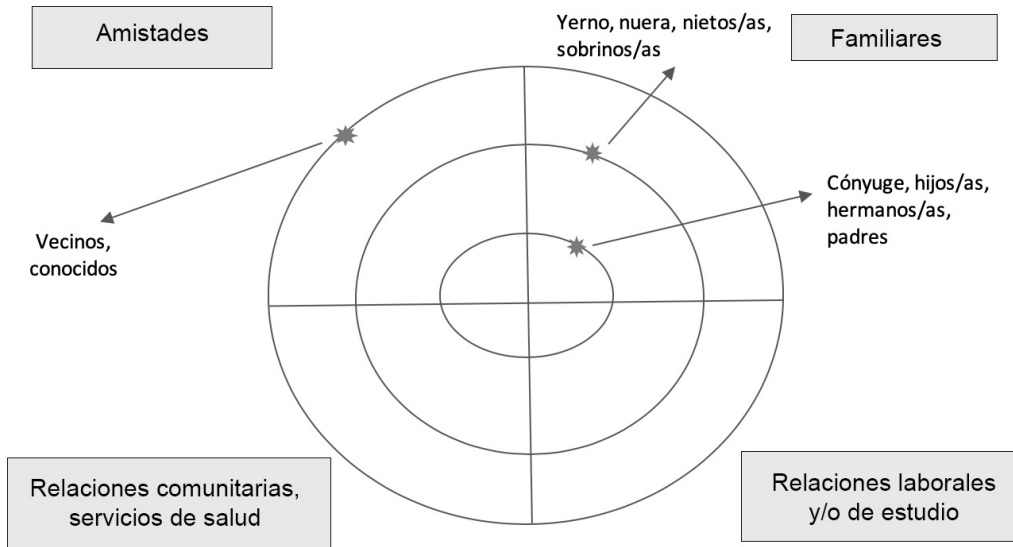 Amistades
Yerno, nuera, nietos/as,
sobrinos/as
Familiares
Cónyuge, hijos/as,
hermanos/as,
padres
Vecinos,
conocidos
Relaciones comunitarias,
servicios de salud
Relaciones laborales
y/o de estudio